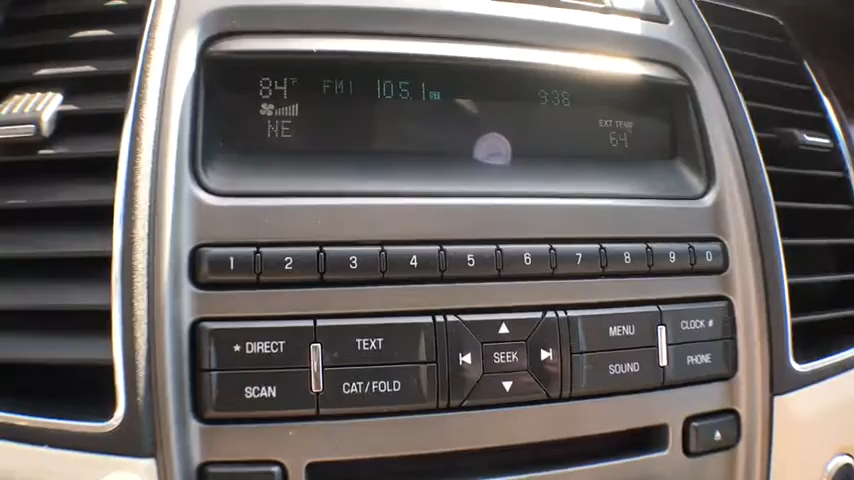 84°F FM1 105.1 9:38
NE EXT TEMP
64°
1 2 3 4 5 6 7 8 9 0
* DIRECT TEXT MENU CLOCK #
SEEK
SCAN CAT/FOLD SOUND PHONE